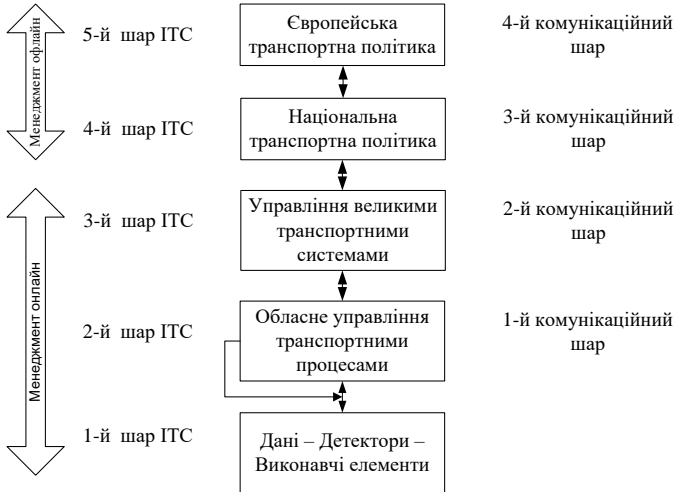 Менеджмент офлайн
5-й шар ІТС
Європейська
транспортна політика
4-й комунікаційний
шар
4-й шар ІТС
Національна
транспортна політика
3-й комунікаційний
шар
Менеджмент онлайн
3-й шар ІТС
Управління великими
транспортними
системами
2-й комунікаційний
шар
2-й шар ІТС
Обласне управління
транспортними
процесами
1-й комунікаційний
шар
1-й шар ІТС
Дані – Детектори –
Виконавчі елементи